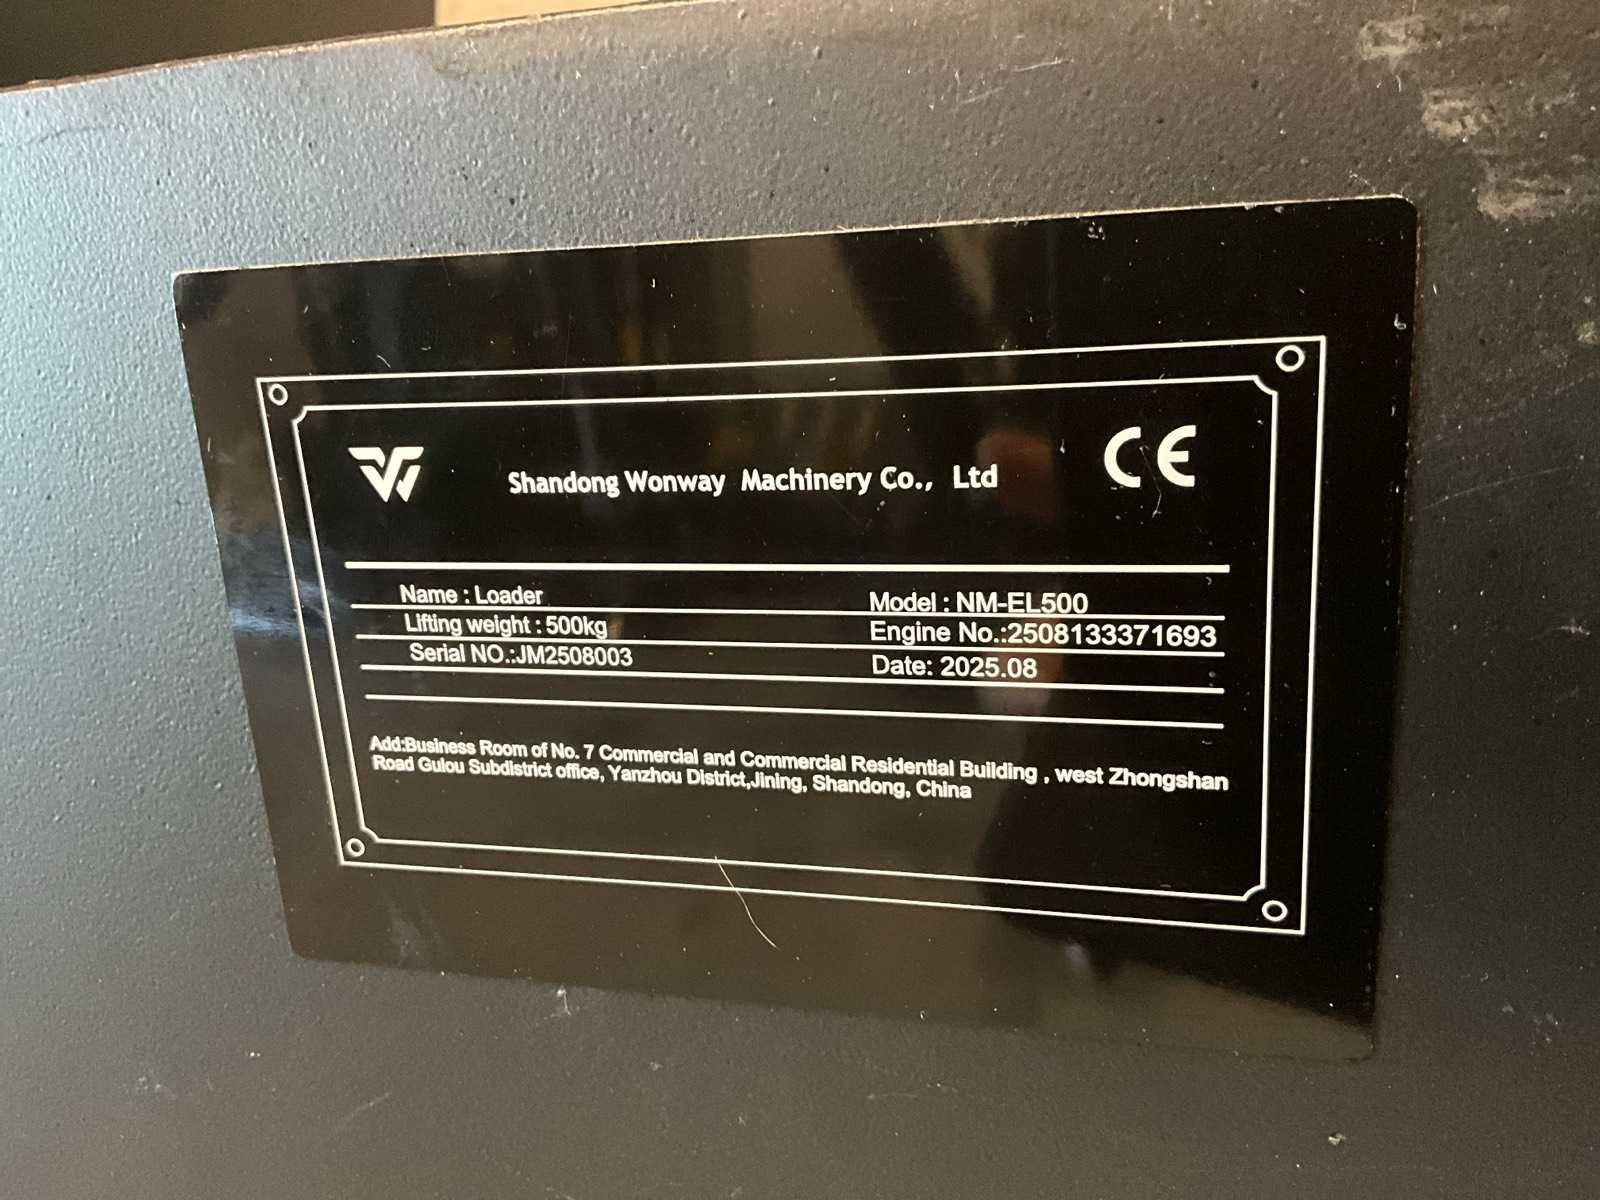 Shandong Wonway Machinery Co., Ltd
CE
Name : Loader
Model : NM-EL500
Lifting weight : 500kg
Engine No.:2508133371693
Serial NO.:JM2508003
Date: 2025.08
Add:Business Room of No. 7 Commercial and Commercial Residential Building , west Zhongshan
Road Gulou Subdistrict office, Yanzhou District,Jining, Shandong, China